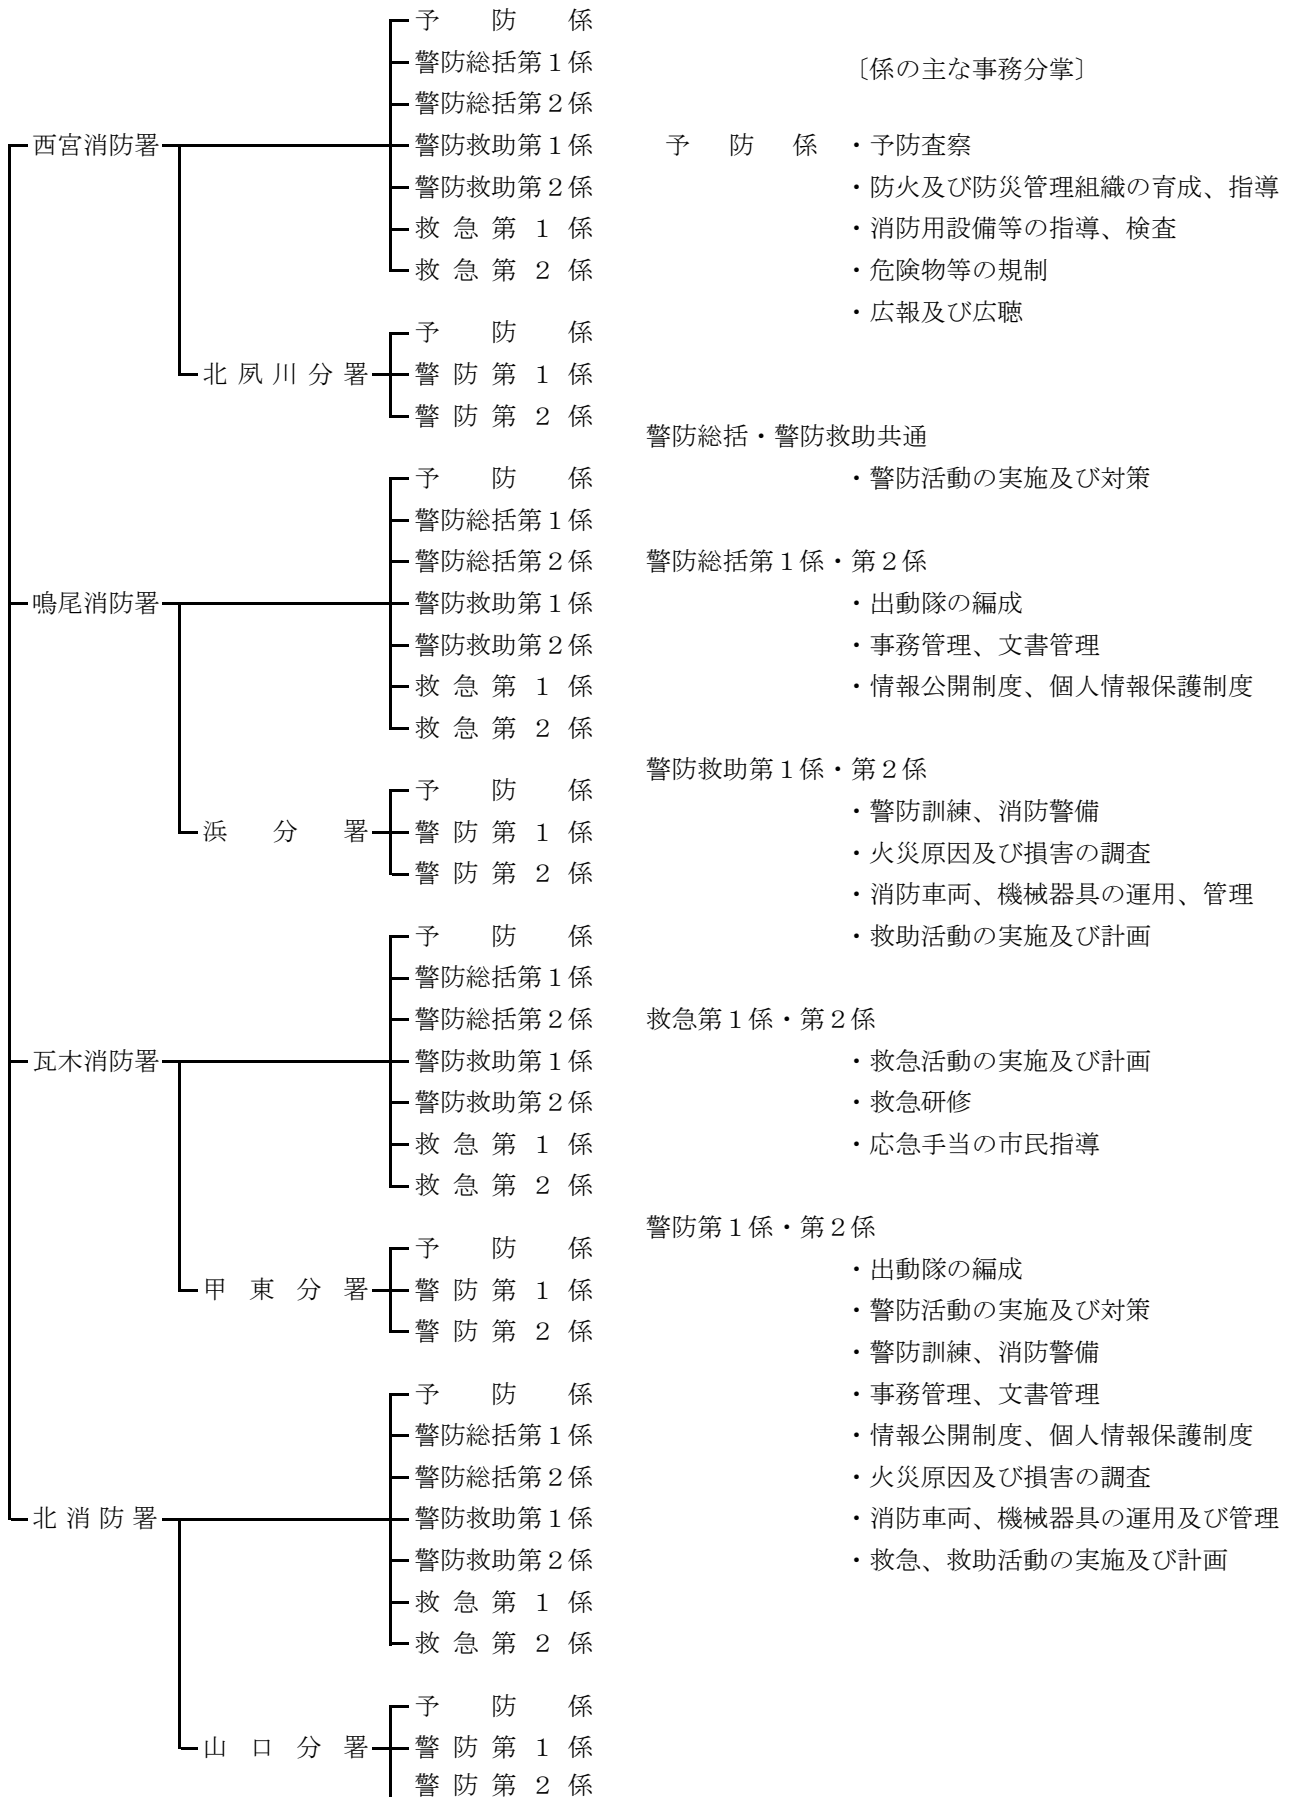 予防係
警防総括第１係
〔係の主な事務分掌〕
警防総括第２係
西宮消防署
警防救助第１係
予防係
・予防査察
警防救助第２係
・防火及び防災管理組織の育成、指導
救急第１係
・消防用設備等の指導、検査
救急第２係
・危険物等の規制
・広報及び広聴
予防係
北夙川分署
警防第１係
警防第２係
警防総括・警防救助共通
予防係
・警防活動の実施及び対策
警防総括第１係
警防総括第２係
警防総括第１係・第２係
鳴尾消防署
警防救助第１係
・出動隊の編成
警防救助第２係
・事務管理、文書管理
救急第１係
・情報公開制度、個人情報保護制度
救急第２係
警防救助第１係・第２係
予防係
・警防訓練、消防警備
浜分署
警防第１係
・火災原因及び損害の調査
警防第２係
・消防車両、機械器具の運用、管理
予防係
・救助活動の実施及び計画
警防総括第１係
警防総括第２係
救急第１係・第２係
瓦木消防署
警防救助第１係
・救急活動の実施及び計画
警防救助第２係
・救急研修
救急第１係
・応急手当の市民指導
救急第２係
警防第１係・第２係
予防係
・出動隊の編成
甲東分署
警防第１係
・警防活動の実施及び対策
警防第２係
・警防訓練、消防警備
予防係
・事務管理、文書管理
警防総括第１係
・情報公開制度、個人情報保護制度
警防総括第２係
・火災原因及び損害の調査
北消防署
警防救助第１係
・消防車両、機械器具の運用及び管理
警防救助第２係
・救急、救助活動の実施及び計画
救急第１係
救急第２係
予防係
山口分署
警防第１係
警防第２係